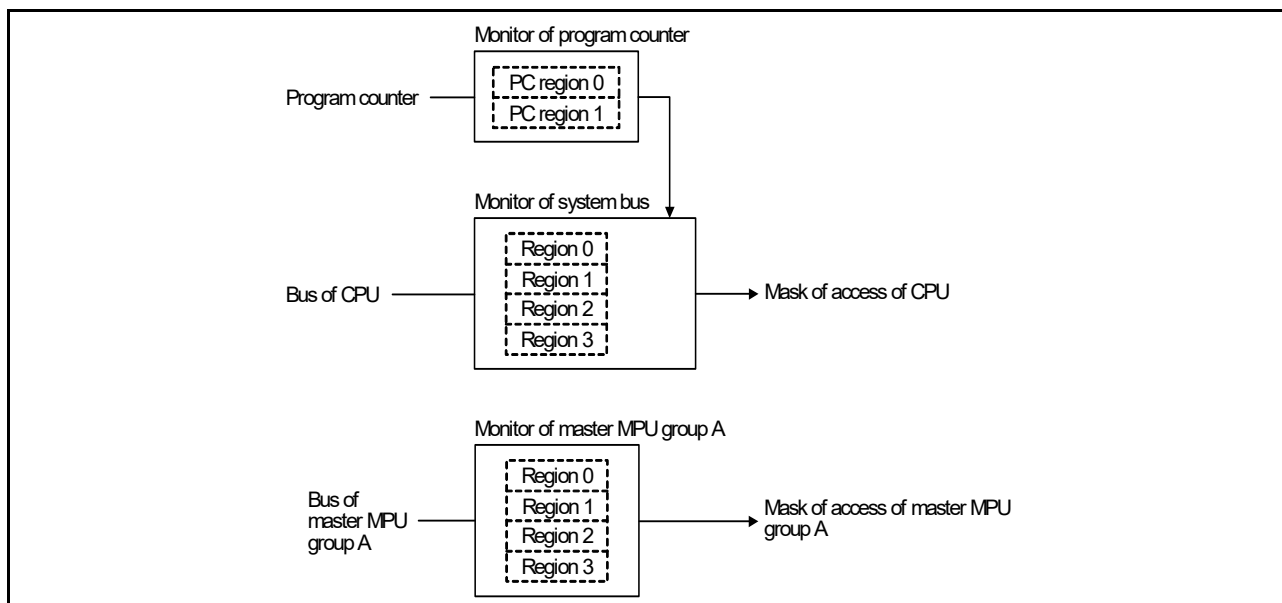 Monitor of program counter
Program counter
PC region 0
PC region 1
Monitor of system bus
Bus of CPU
Region 0
Region 1
Region 2
Region 3
Mask of access of CPU
Monitor of master MPU group A
Bus of
master MPU
group A
Region 0
Region 1
Region 2
Region 3
Mask of access of master MPU
group A